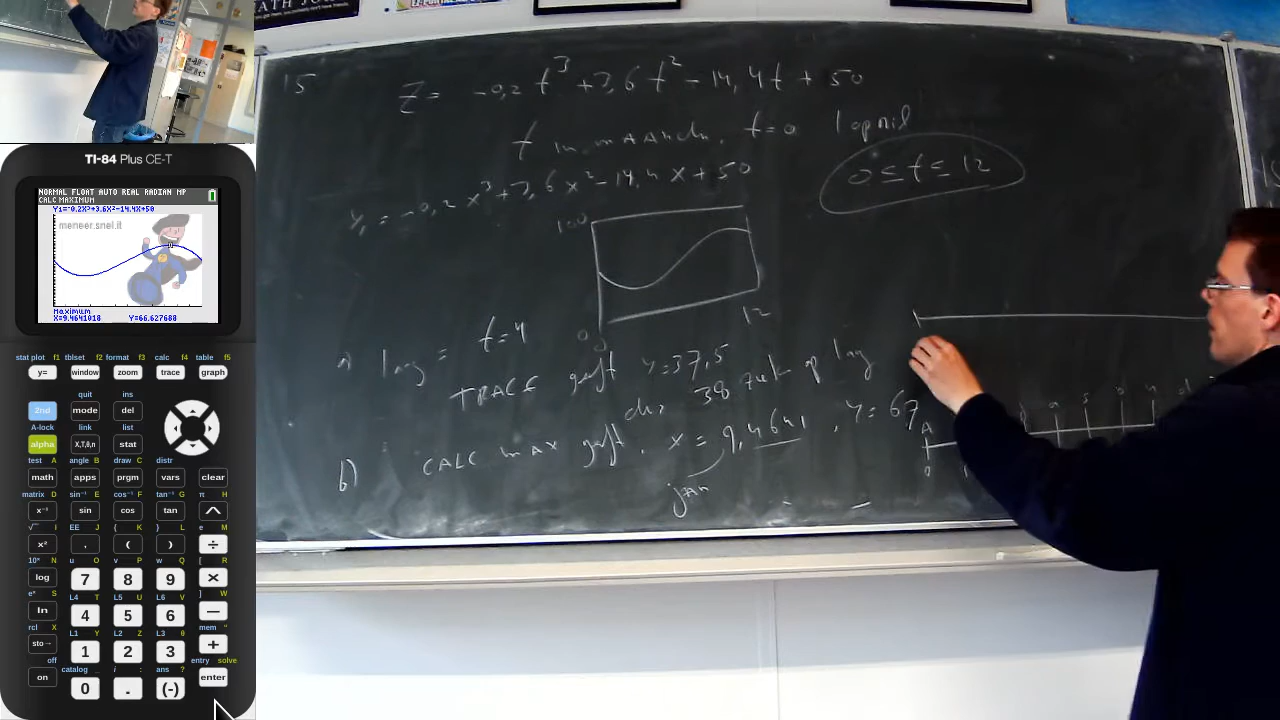 15
Z = -0,2 t³ + 3,6 t² - 14,4 t + 50
t in maanden, t=0 1 april
0 ≤ t ≤ 12
Y₁ = -0,2 x³ + 3,6 x² - 14,4 x + 50
100
0
12
t=4
TRACE geeft Y=37,5
dus 38
b) CALC max geeft x = 9,4641, Y = 67
jan
A
a s o n d
0
TI-84 Plus CE-T
NORMAL FLOAT AUTO REAL RADIAN MP
CALC MAXIMUM
Y1=-0.2X³+3.6X²-14.4X+50
meneer.snel.it
Maximum
X=9.4641018 Y=66.627688
stat plot f1 tblset f2 format f3 calc f4 table f5
y= window zoom trace graph
quit ins
2nd mode del
A-lock link list
alpha X,T,θ,n stat
test A angle B draw C distr
math apps prgm vars clear
matrix D sin⁻¹ E cos⁻¹ F tan⁻¹ G π H
x⁻¹ sin cos tan ^
√ I EE J { K } L e M
x² , ( ) ÷
10ˣ N u O v P w Q [ R
log 7 8 9 ×
eˣ S L4 T L5 U L6 V ] W
ln 4 5 6 −
rcl X L1 Y L2 Z L3 θ mem "
sto→ 1 2 3 +
off catalog i : ans ? entry solve
on 0 . (-) enter